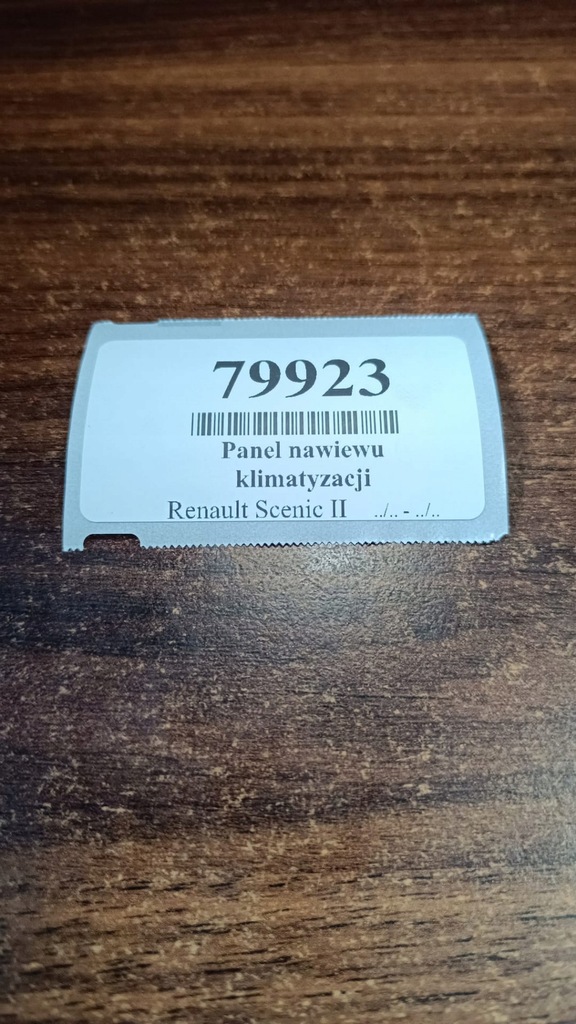 79923
Panel nawiewu
klimatyzacji
Renault Scenic II ../.. - ../..